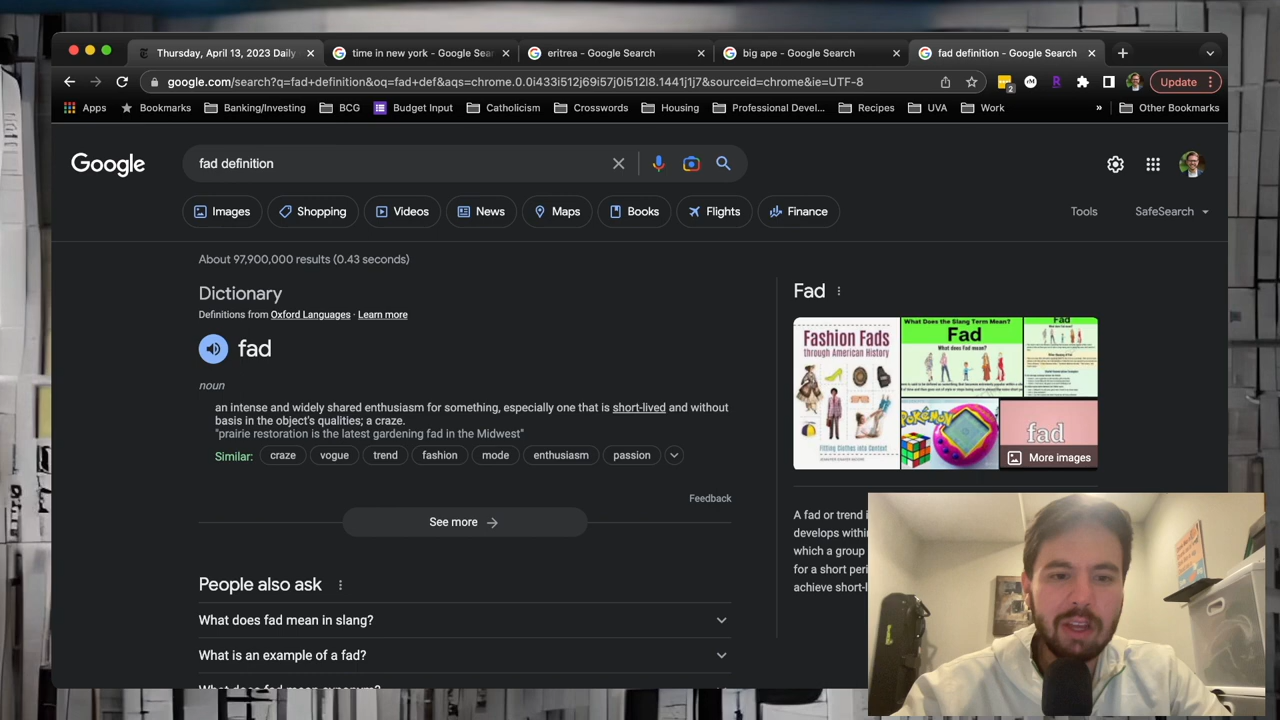 Thursday, April 13, 2023 Daily
time in new york - Google Sea
eritrea - Google Search
big ape - Google Search
fad definition - Google Search
google.com/search?q=fad+definition&oq=fad+def&aqs=chrome.0.0i433i512j69i57j0i512l8.1441j1j7&sourceid=chrome&ie=UTF-8
2
Update
Apps
Bookmarks
Banking/Investing
BCG
Budget Input
Catholicism
Crosswords
Housing
Professional Devel...
Recipes
UVA
Work
»
Other Bookmarks
Google
fad definition
Images
Shopping
Videos
News
Maps
Books
Flights
Finance
Tools
SafeSearch
About 97,900,000 results (0.43 seconds)
Dictionary
Definitions from Oxford Languages · Learn more
fad
noun
an intense and widely shared enthusiasm for something, especially one that is short-lived and without
basis in the object's qualities; a craze.
"prairie restoration is the latest gardening fad in the Midwest"
Similar:
craze
vogue
trend
fashion
mode
enthusiasm
passion
Feedback
See more
People also ask
What does fad mean in slang?
What is an example of a fad?
Fad
Fashion Fads
through American History
Fitting Clothes into Context
What Does the Slang Term Mean?
Fad
What does Fad mean?
Fad
POKéMON
fad
More images
A fad or trend i
develops within
which a group
for a short peri
achieve short-l